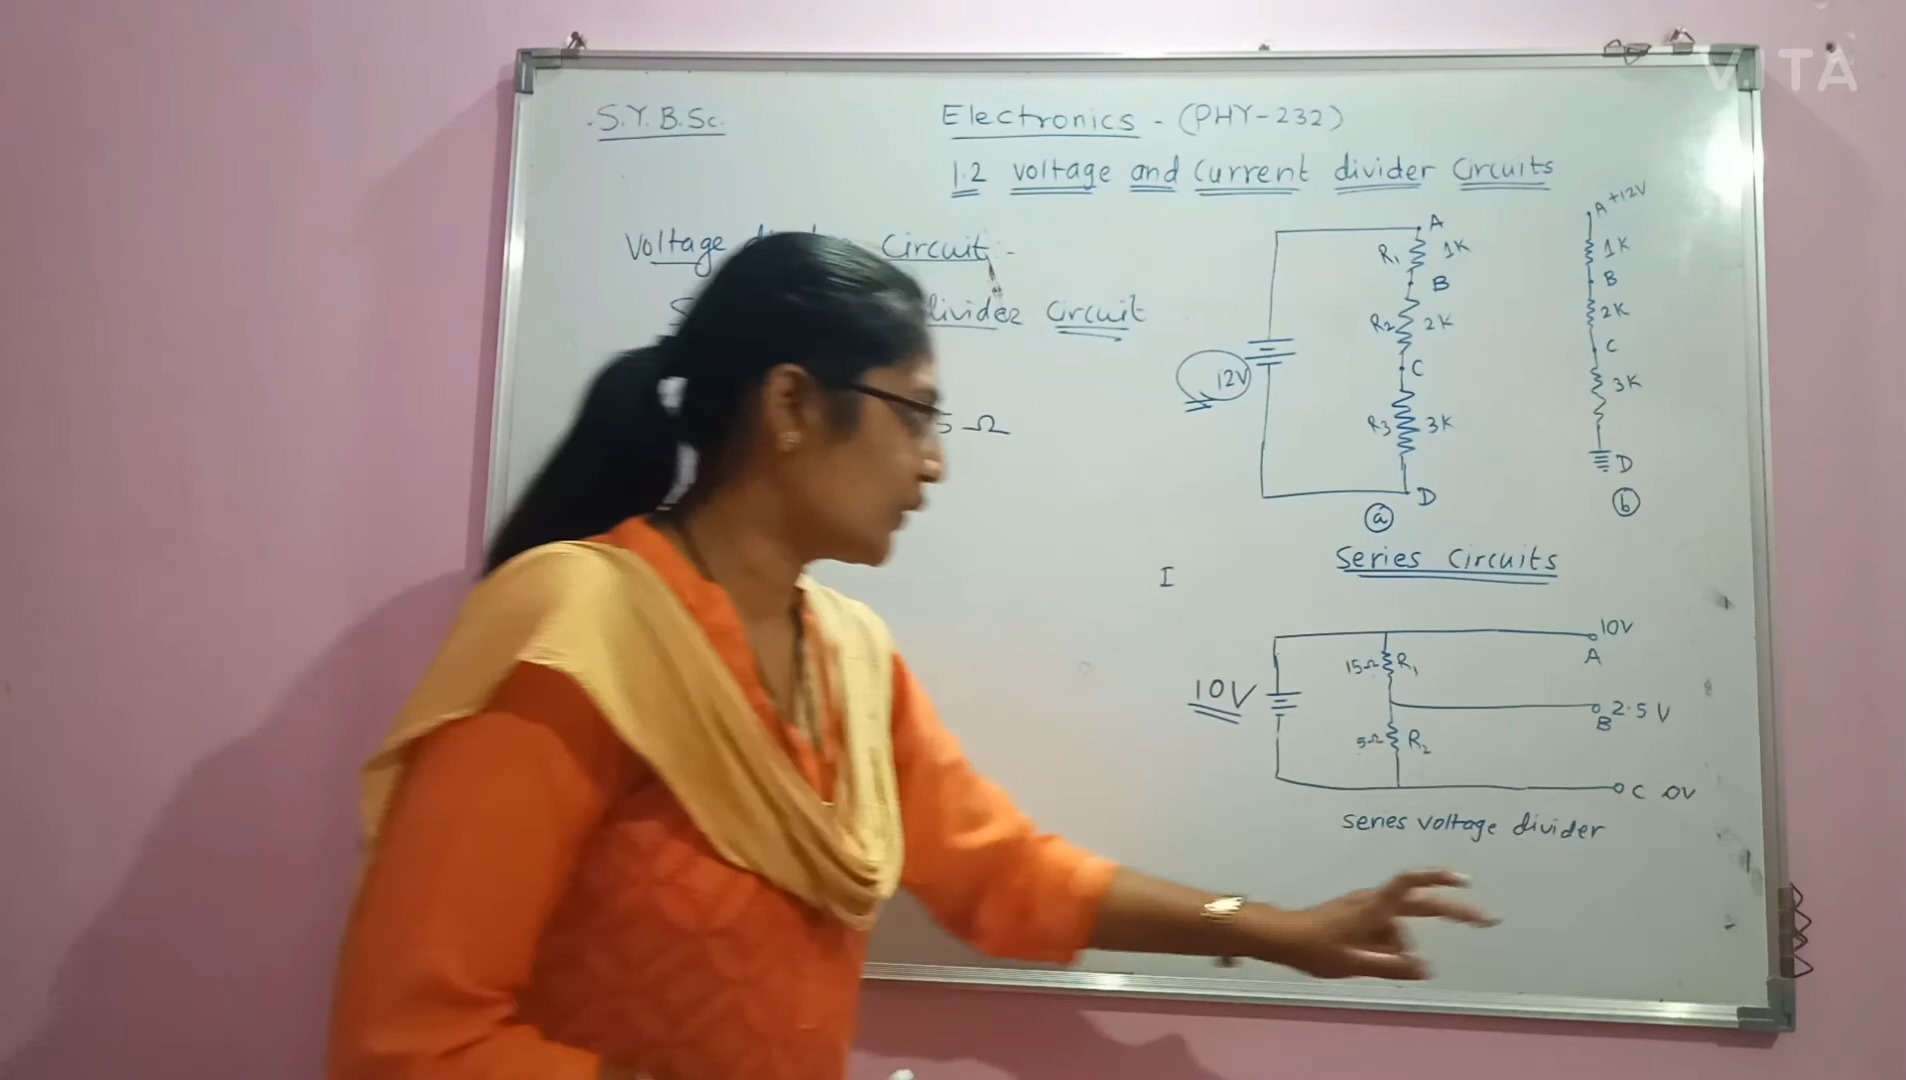 VITA
S.Y.B.Sc.
Electronics - (PHY-232)
1.2 voltage and current divider circuits
Voltage Circuit -
divider circuit
5 Ω
A
R1 1K
B
R2 2K
C
R3 3K
D
12V
(a)
A +12V
1K
B
2K
C
3K
D
(b)
Series Circuits
I
10V
10V
A
15Ω R1
B 2.5 V
5Ω R2
C 0V
series voltage divider